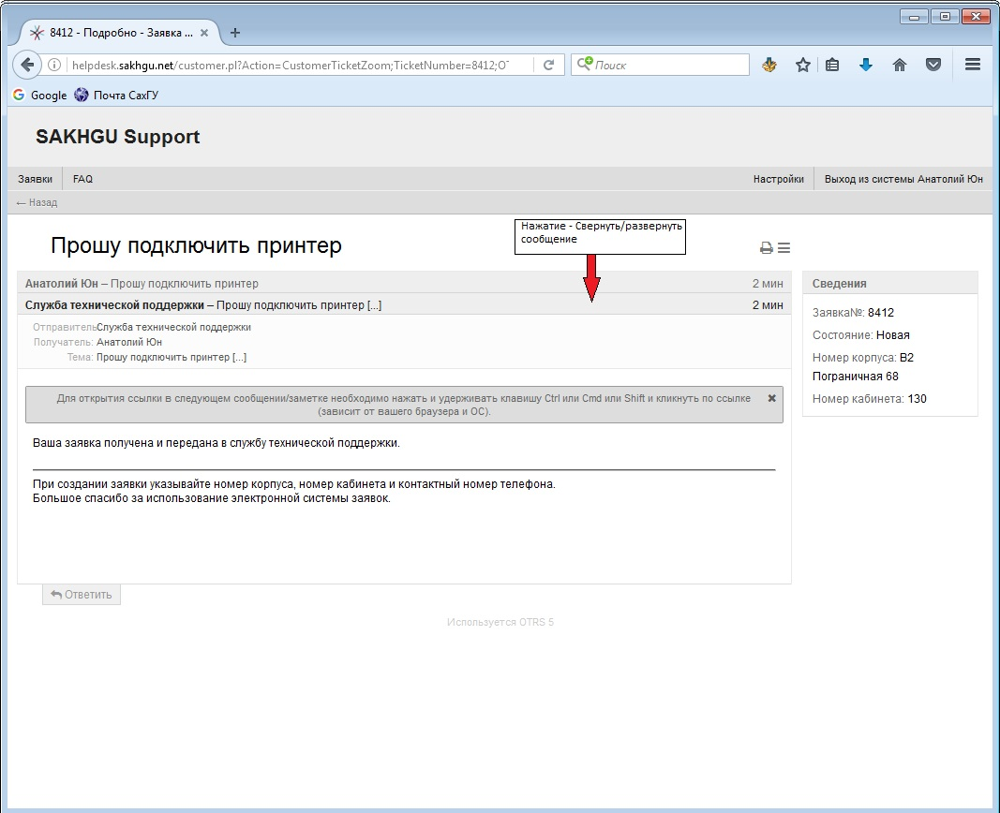 8412 - Подробно - Заявка ...
helpdesk.sakhgu.net/customer.pl?Action=CustomerTicketZoom;TicketNumber=8412;O
Поиск
Google Почта СахГУ
SAKHGU Support
Заявки FAQ Настройки Выход из системы Анатолий Юн
← Назад
Нажатие - Свернуть/развернуть
сообщение
Прошу подключить принтер
Анатолий Юн – Прошу подключить принтер 2 мин
Служба технической поддержки – Прошу подключить принтер [...] 2 мин
Отправитель Служба технической поддержки
Получатель: Анатолий Юн
Тема: Прошу подключить принтер [...]
Для открытия ссылки в следующем сообщении/заметке необходимо нажать и удерживать клавишу Ctrl или Cmd или Shift и кликнуть по ссылке
(зависит от вашего браузера и ОС).
Ваша заявка получена и передана в службу технической поддержки.
При создании заявки указывайте номер корпуса, номер кабинета и контактный номер телефона.
Большое спасибо за использование электронной системы заявок.
Ответить
Сведения
Заявка№: 8412
Состояние: Новая
Номер корпуса: В2
Пограничная 68
Номер кабинета: 130
Используется OTRS 5